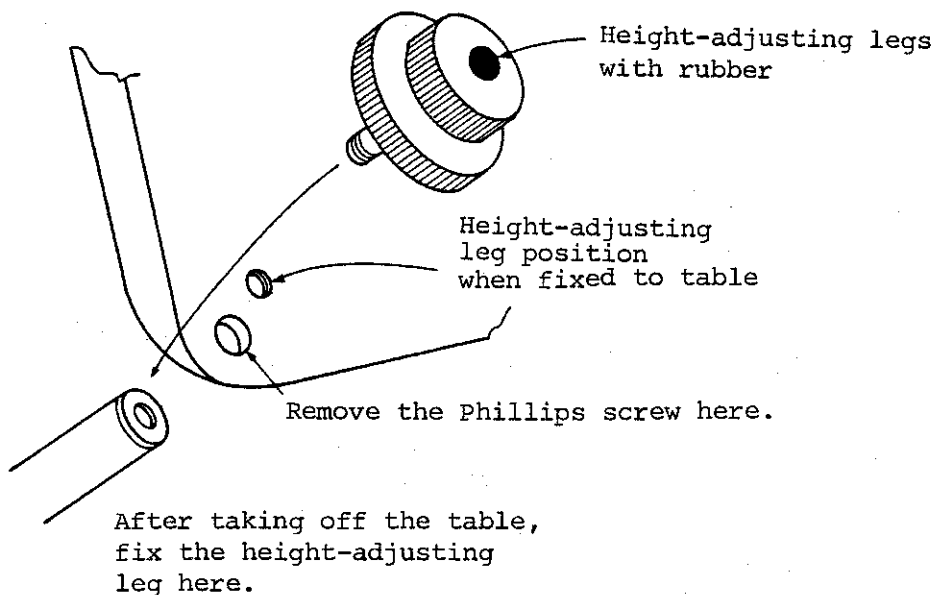 Height-adjusting legs
with rubber
Height-adjusting
leg position
when fixed to table
Remove the Phillips screw here.
After taking off the table,
fix the height-adjusting
leg here.